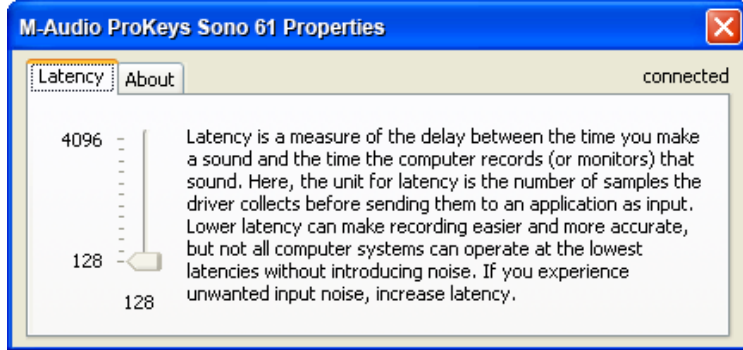 M-Audio ProKeys Sono 61 Properties
Latency About connected
4096
128
128
Latency is a measure of the delay between the time you make
a sound and the time the computer records (or monitors) that
sound. Here, the unit for latency is the number of samples the
driver collects before sending them to an application as input.
Lower latency can make recording easier and more accurate,
but not all computer systems can operate at the lowest
latencies without introducing noise. If you experience
unwanted input noise, increase latency.